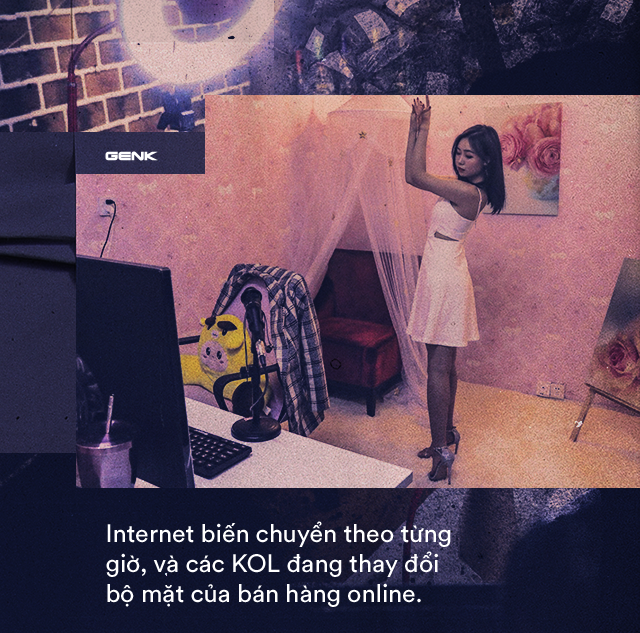 GENK
Internet biến chuyển theo từng
giờ, và các KOL đang thay đổi
bộ mặt của bán hàng online.